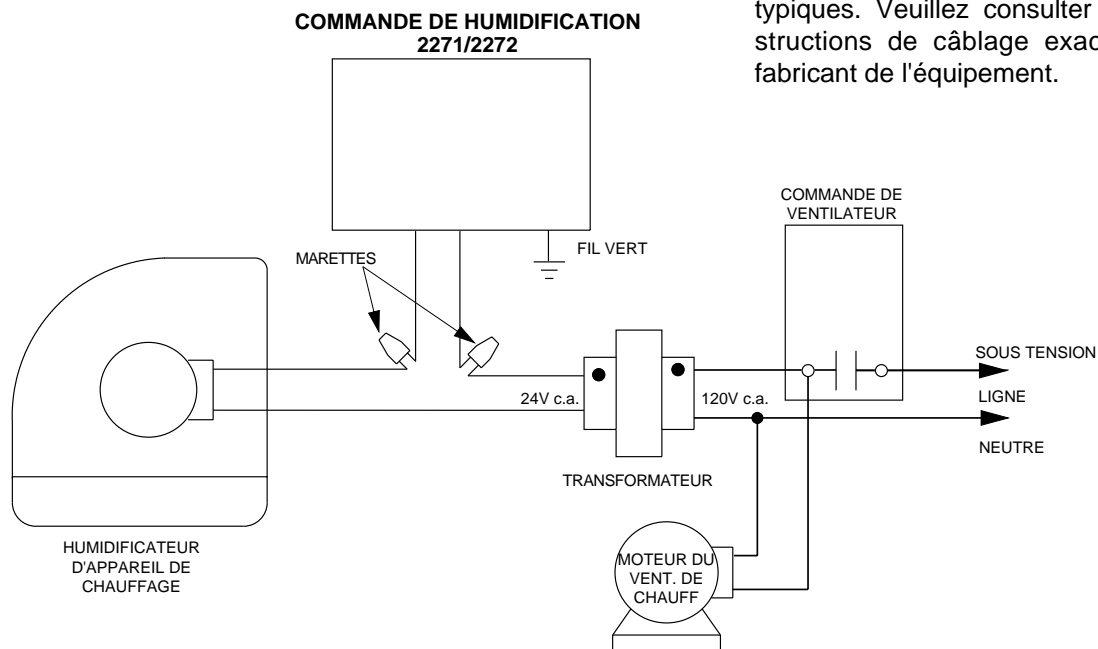 COMMANDE DE HUMIDIFICATION
2271/2272
typiques. Veuillez consulter
structions de câblage exac
fabricant de l'équipement.
COMMANDE DE
VENTILATEUR
FIL VERT
MARETTES
SOUS TENSION
24V c.a.
120V c.a.
LIGNE
NEUTRE
TRANSFORMATEUR
HUMIDIFICATEUR
D'APPAREIL DE
CHAUFFAGE
MOTEUR DU
VENT. DE
CHAUFF